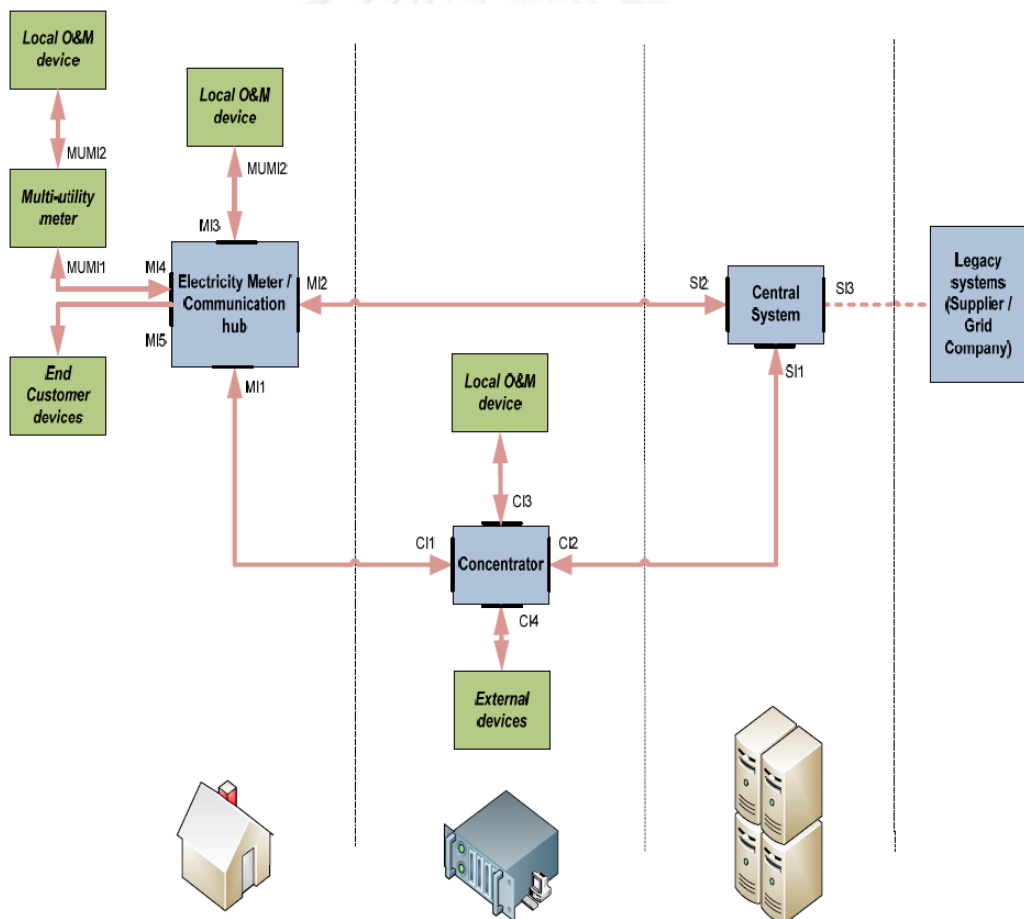 Local O&M
device
Local O&M
device
MUMI2
MUMI2
Multi-utility
meter
MI3
MUMI1
MI4
Electricity Meter /
Communication
hub
MI2
SI2
Central
System
SI3
Legacy
systems
(Supplier /
Grid
Company)
MI5
End
Customer
devices
MI1
SI1
Local O&M
device
CI3
CI1
Concentrator
CI2
CI4
External
devices